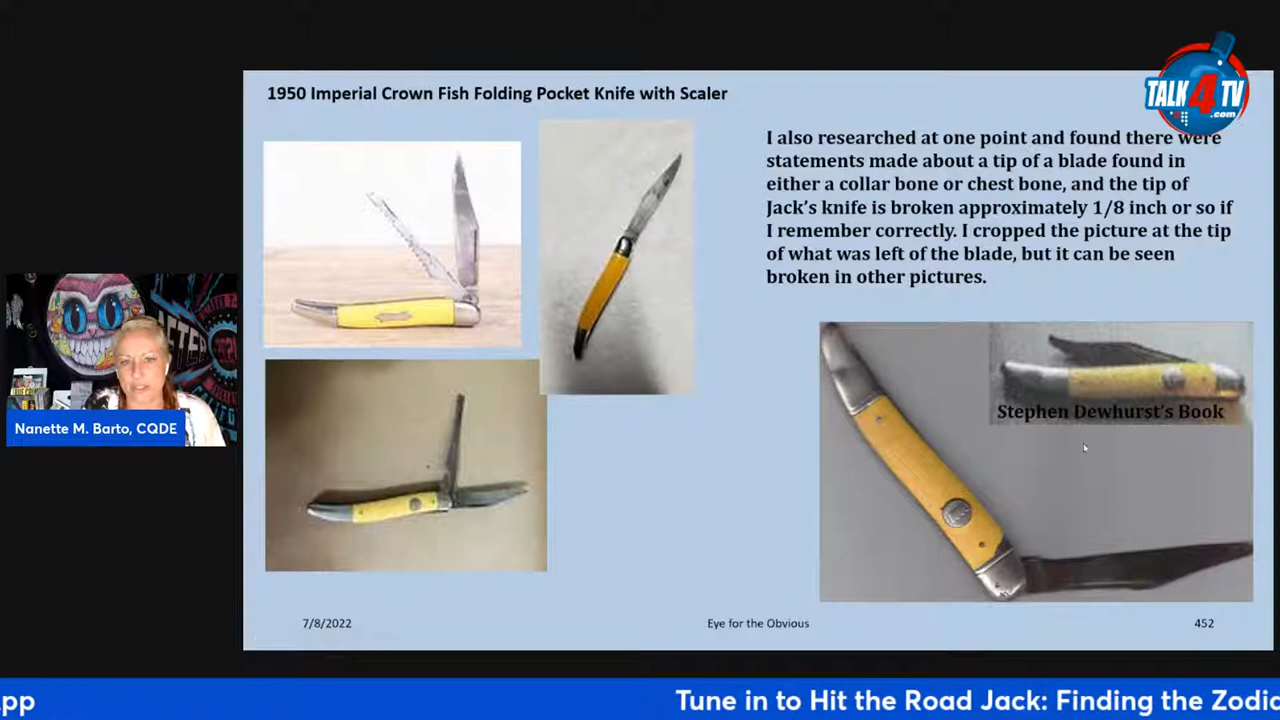 TALK 4 TV
.com
1950 Imperial Crown Fish Folding Pocket Knife with Scaler
I also researched at one point and found there were
statements made about a tip of a blade found in
either a collar bone or chest bone, and the tip of
Jack's knife is broken approximately 1/8 inch or so if
I remember correctly. I cropped the picture at the tip
of what was left of the blade, but it can be seen
broken in other pictures.
Stephen Dewhurst's Book
AFTER
Nanette M. Barto, CQDE
7/8/2022
Eye for the Obvious
452
pp
Tune in to Hit the Road Jack: Finding the Zodia